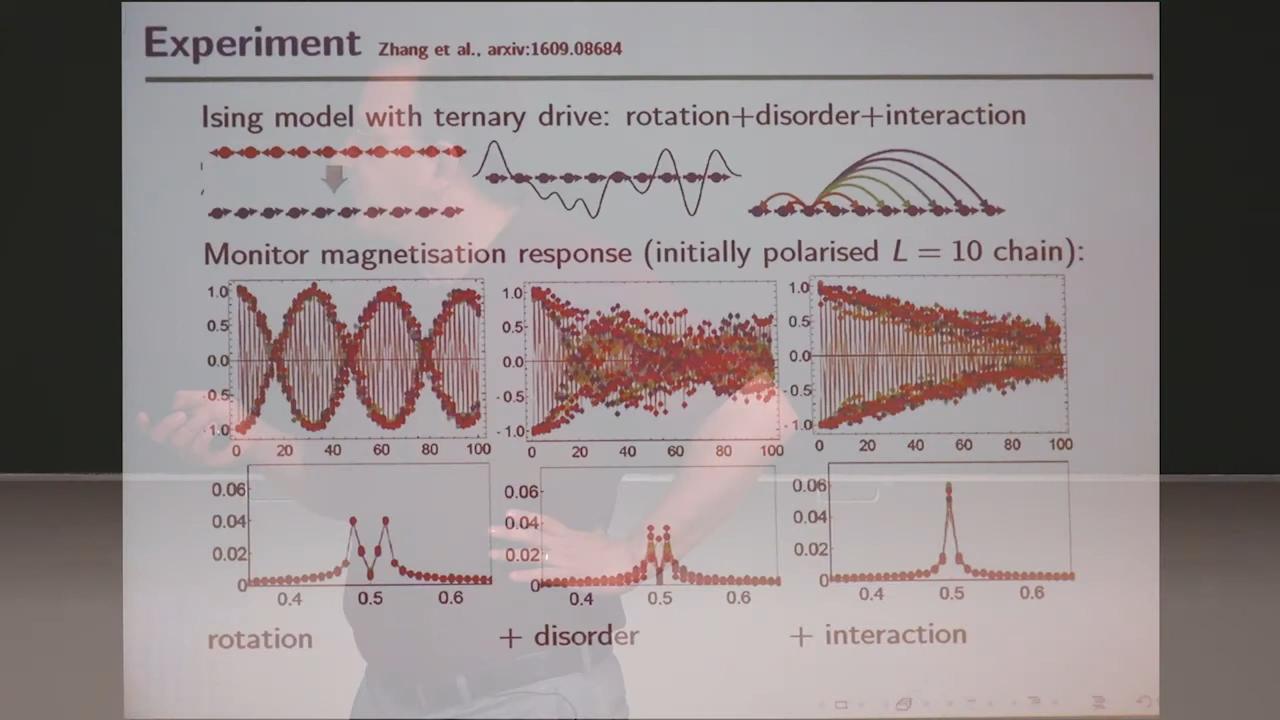 Experiment Zhang et al., arxiv:1609.08684
Ising model with ternary drive: rotation+disorder+interaction
Monitor magnetisation response (initially polarised L = 10 chain):
1.0 0.5 0.0 -0.5 -1.0
0 20 40 60 80 100
1.0 0.5 0.0 -0.5 -1.0
0 20 40 60 80 100
1.0 0.5 0.0 -0.5 -1.0
0 20 40 60 80 100
0.06 0.04 0.02 0
0.4 0.5 0.6
0.06 0.04 0.02 0
0.4 0.5 0.6
0.06 0.04 0.02 0
0.4 0.5 0.6
rotation + disorder + interaction